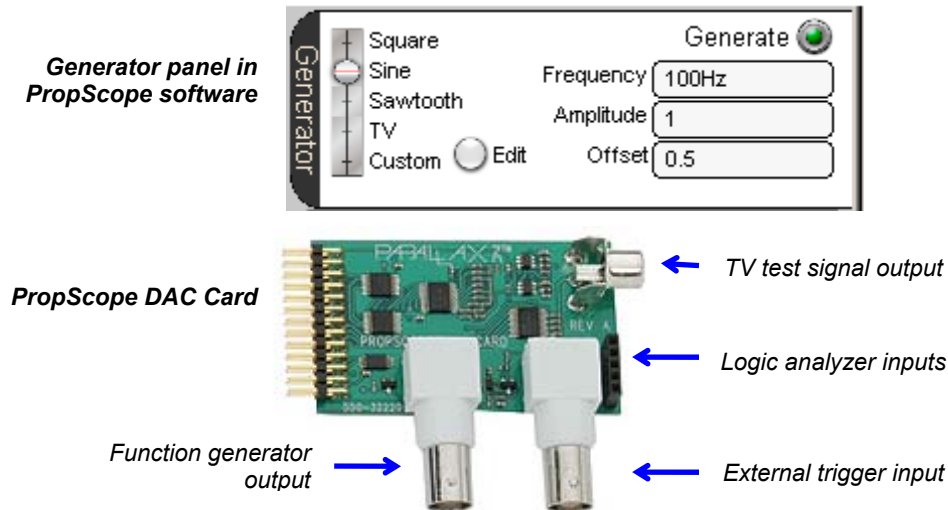 Generator panel in
PropScope software
Generator
Square
Sine
Sawtooth
TV
Custom
Edit
Generate
Frequency 100Hz
Amplitude 1
Offset 0.5
PropScope DAC Card
PARALLAX
REV A
CARD
TV test signal output
Logic analyzer inputs
Function generator
output
External trigger input